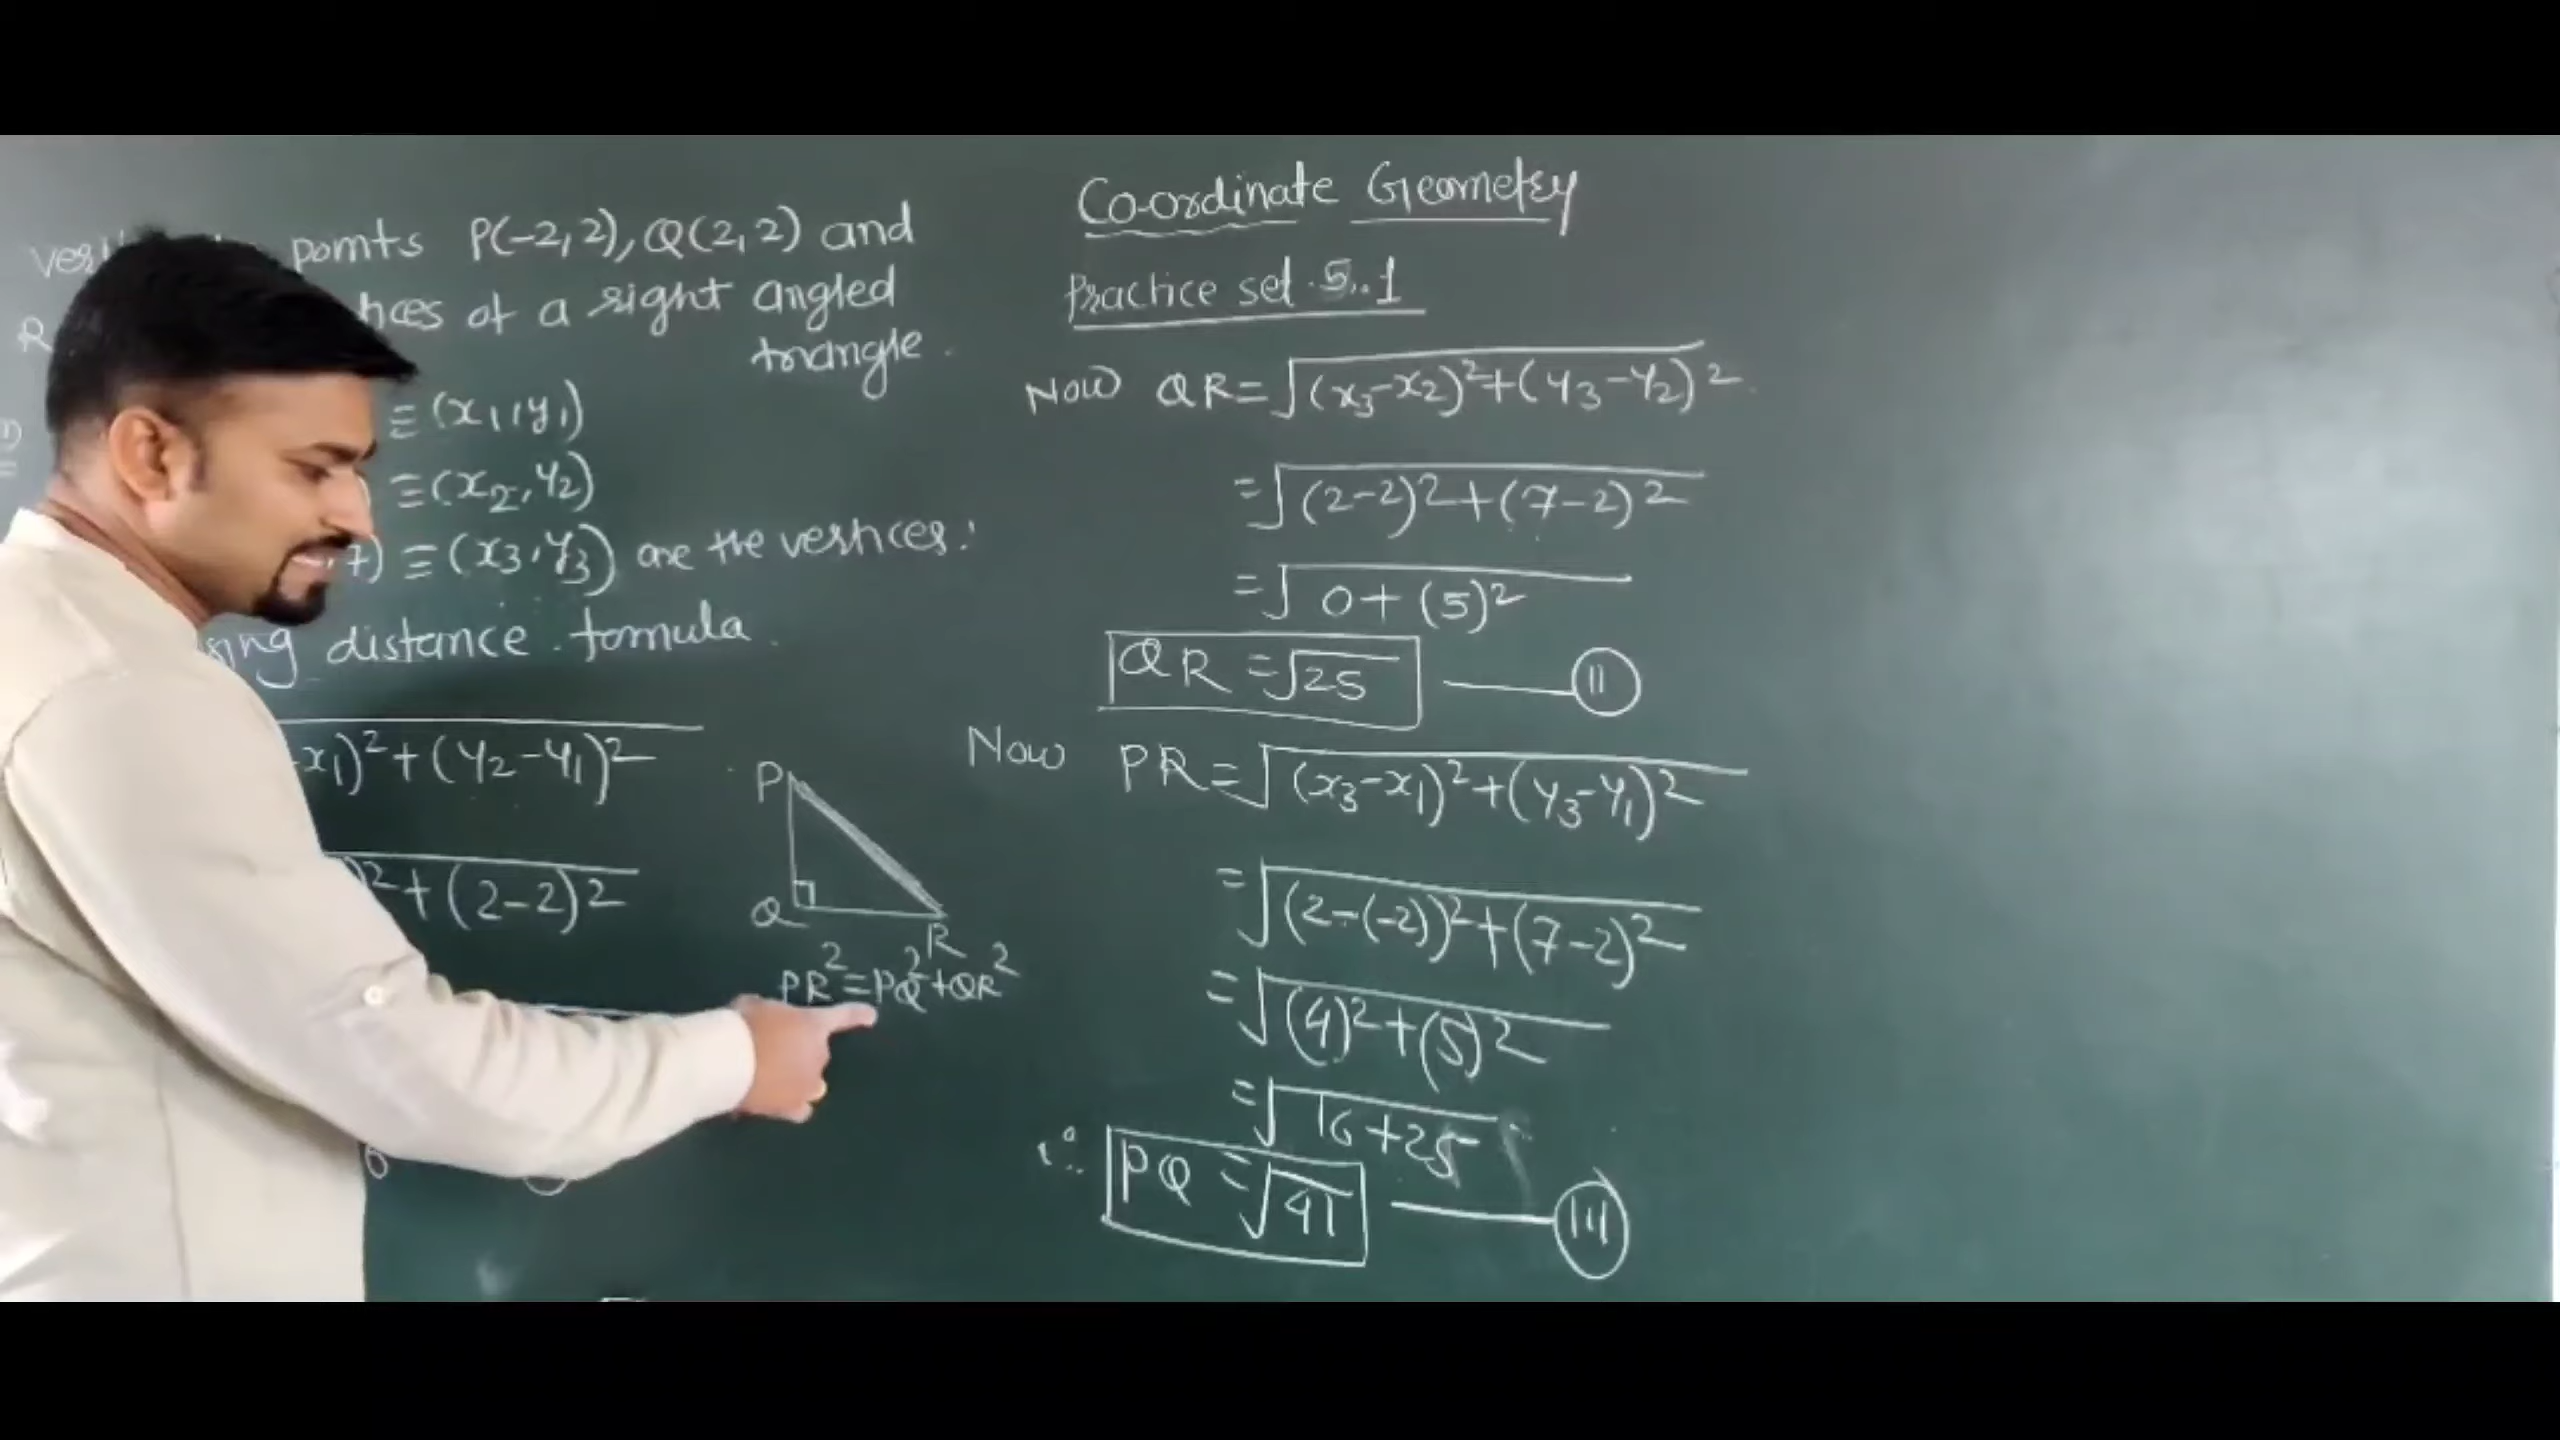 points P(-2,2), Q(2,2) and
R
of a right angled
triangle.
≡(x₁,y₁)
≡(x₂,y₂)
,7) ≡(x₃,y₃) are the vertices.
distance formula
x₁)²+(y₂-y₁)²
)²+(2-2)²
P
Q
R
PR²=PQ²+QR²
Co-ordinate Geometry
Practice set 5.1
Now QR=√(x₃-x₂)²+(y₃-y₂)²
=√(2-2)²+(7-2)²
=√0+(5)²
QR=√25 —— II
Now PR=√(x₃-x₁)²+(y₃-y₁)²
=√(2-(-2))²+(7-2)²
=√(4)²+(5)²
=√16+25
∴ PQ=√41 —— III